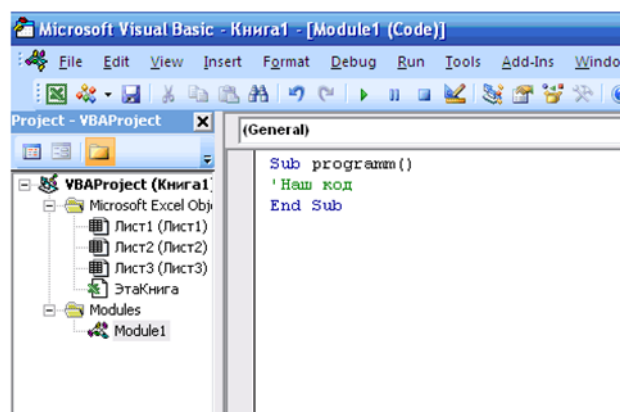 Microsoft Visual Basic - Книга1 - [Module1 (Code)]
File Edit View Insert Format Debug Run Tools Add-Ins Windo
Project - VBAProject
(General)
Sub programm()
'Наш код
End Sub
VBAProject (Книга1)
Microsoft Excel Obj
Лист1 (Лист1)
Лист2 (Лист2)
Лист3 (Лист3)
ЭтаКнига
Modules
Module1